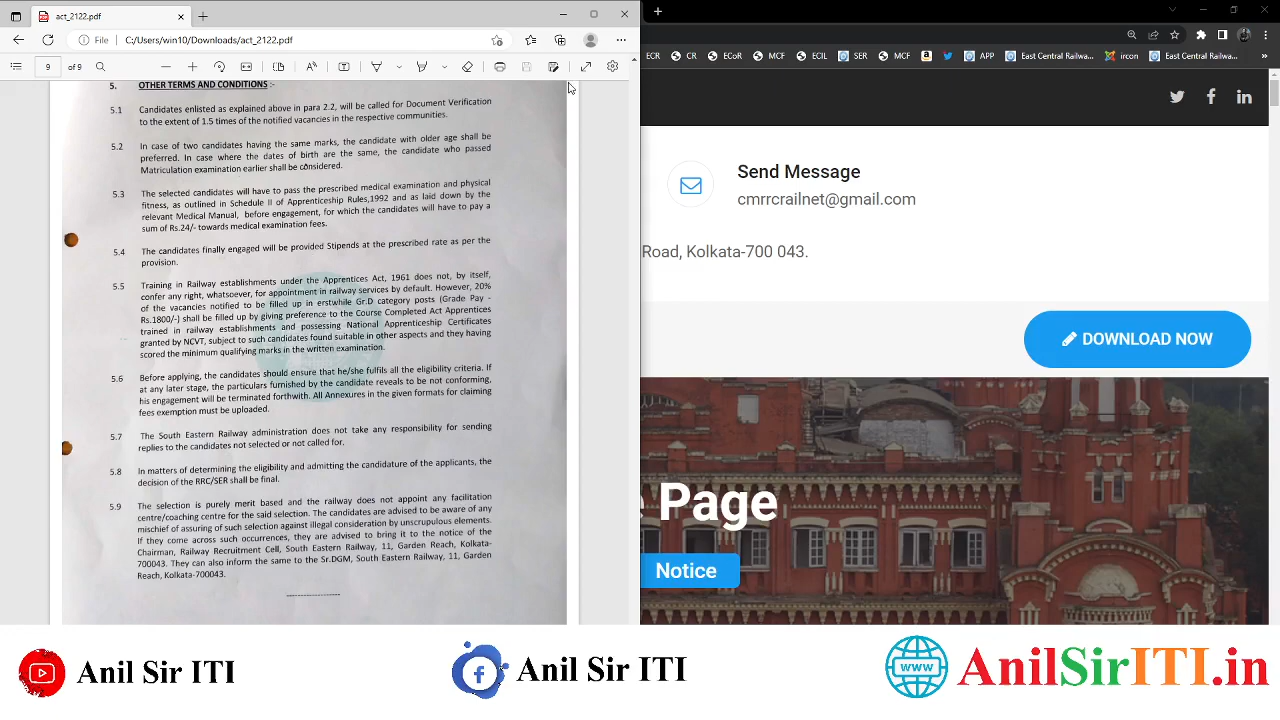 act_2122.pdf
File
C:/Users/win10/Downloads/act_2122.pdf
9 of 9
ECR CR ECoR MCF ECIL SER MCF APP East Central Railwa... ircon East Central Railwa...
5. OTHER TERMS AND CONDITIONS :-
5.1 Candidates enlisted as explained above in para 2.2, will be called for Document Verification
to the extent of 1.5 times of the notified vacancies in the respective communities.
5.2 In case of two candidates having the same marks, the candidate with older age shall be
preferred. In case where the dates of birth are the same, the candidate who passed
Matriculation examination earlier shall be considered.
5.3 The selected candidates will have to pass the prescribed medical examination and physical
fitness, as outlined in Schedule II of Apprenticeship Rules,1992 and as laid down by the
relevant Medical Manual, before engagement, for which the candidates will have to pay a
sum of Rs.24/- towards medical examination fees.
5.4 The candidates finally engaged will be provided Stipends at the prescribed rate as per the
provision.
5.5 Training in Railway establishments under the Apprentices Act, 1961 does not, by itself,
confer any right, whatsoever, for appointment in railway services by default. However, 20%
of the vacancies notified to be filled up in erstwhile Gr.D category posts (Grade Pay -
Rs.1800/-) shall be filled up by giving preference to the Course Completed Act Apprentices
trained in railway establishments and possessing National Apprenticeship Certificates
granted by NCVT, subject to such candidates found suitable in other aspects and they having
scored the minimum qualifying marks in the written examination.
5.6 Before applying, the candidates should ensure that he/she fulfils all the eligibility criteria. If
at any later stage, the particulars furnished by the candidate reveals to be not conforming,
his engagement will be terminated forthwith. All Annexures in the given formats for claiming
fees exemption must be uploaded.
5.7 The South Eastern Railway administration does not take any responsibility for sending
replies to the candidates not selected or not called for.
5.8 In matters of determining the eligibility and admitting the candidature of the applicants, the
decision of the RRC/SER shall be final.
5.9 The selection is purely merit based and the railway does not appoint any facilitation
centre/coaching centre for the said selection. The candidates are advised to be aware of any
mischief of assuring of such selection against illegal consideration by unscrupulous elements.
If they come across such occurrences, they are advised to bring it to the notice of the
Chairman, Railway Recruitment Cell, South Eastern Railway, 11, Garden Reach, Kolkata-
700043. They can also inform the same to the Sr.DGM, South Eastern Railway, 11, Garden
Reach, Kolkata-700043.
Send Message
cmrrcrailnet@gmail.com
Road, Kolkata-700 043.
DOWNLOAD NOW
Page
Notice
Anil Sir ITI
Anil Sir ITI
www
AnilSirITI.in